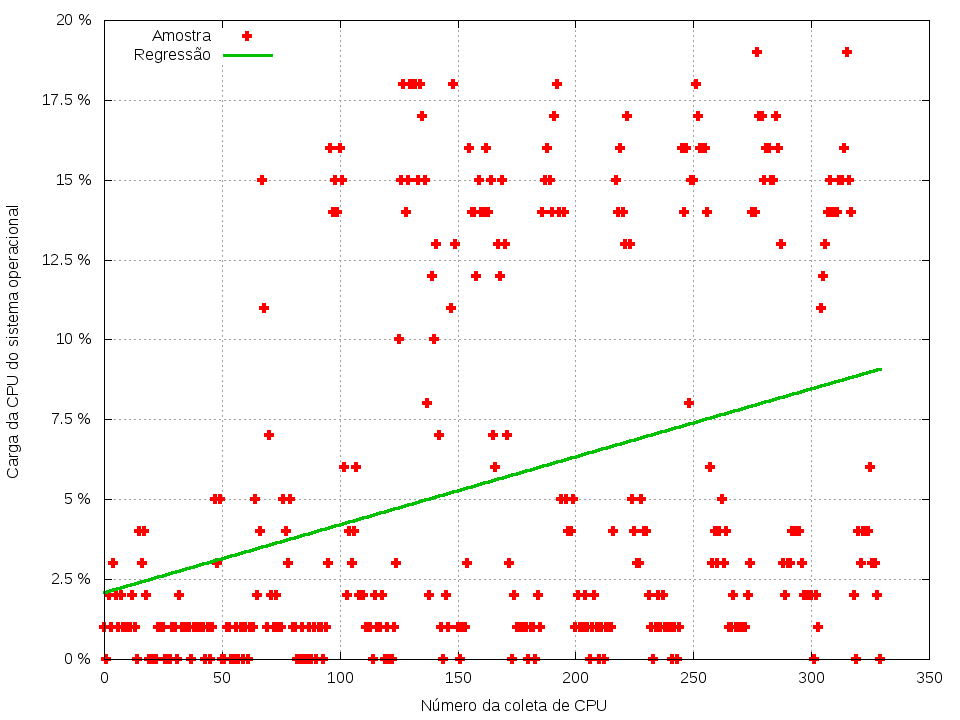 20 %
17.5 %
15 %
12.5 %
10 %
7.5 %
5 %
2.5 %
0 %
Amostra
Regressão
Carga da CPU do sistema operacional
0 50 100 150 200 250 300 350
Número da coleta de CPU